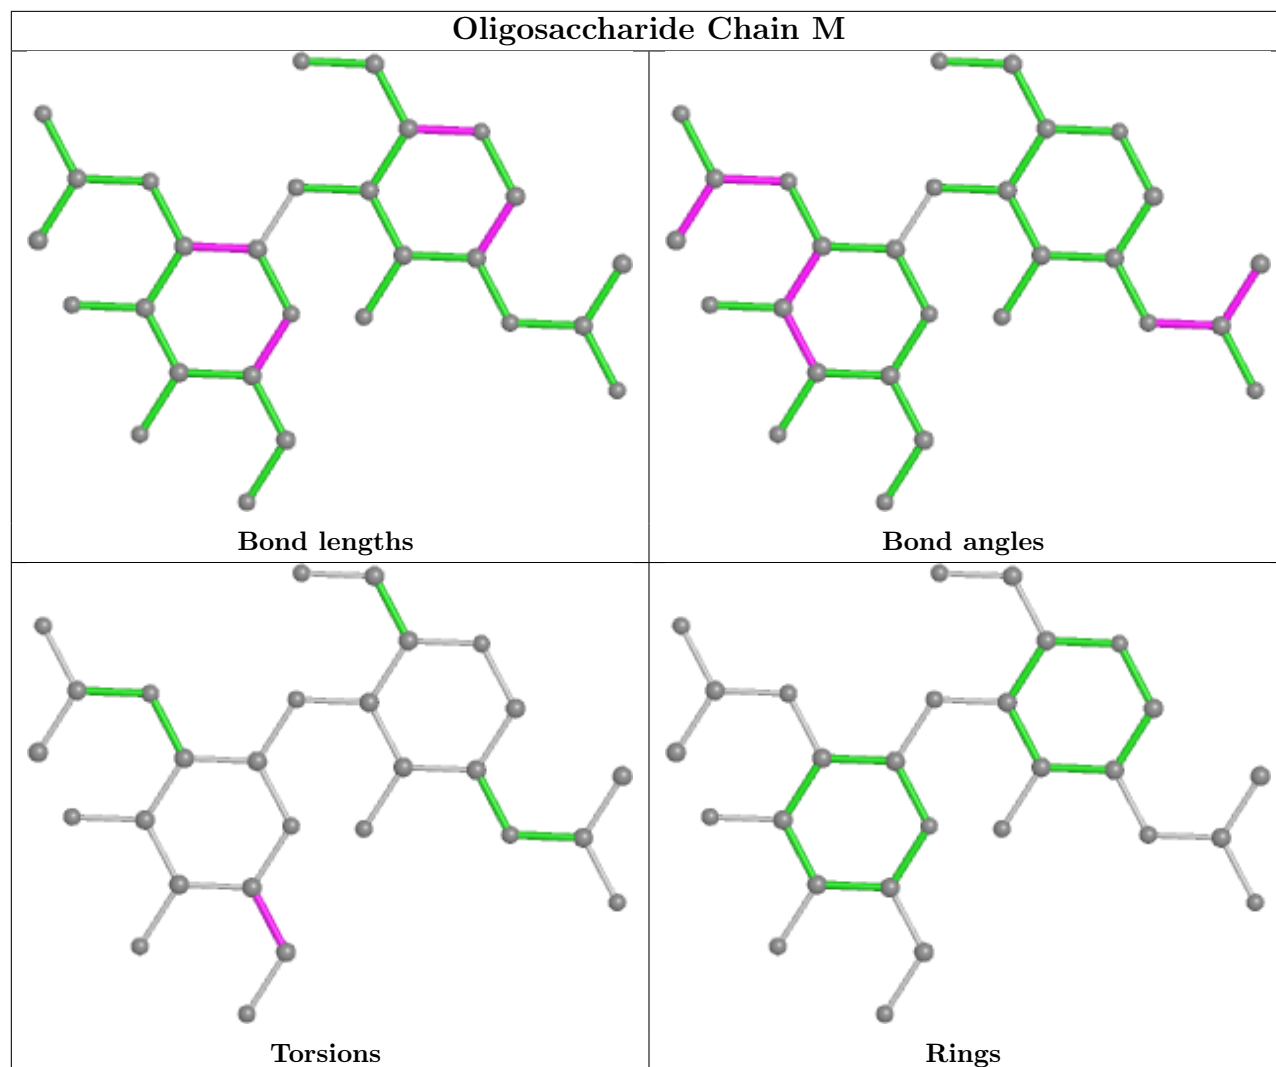 Oligosaccharide Chain M
Bond lengths
Bond angles
Torsions
Rings